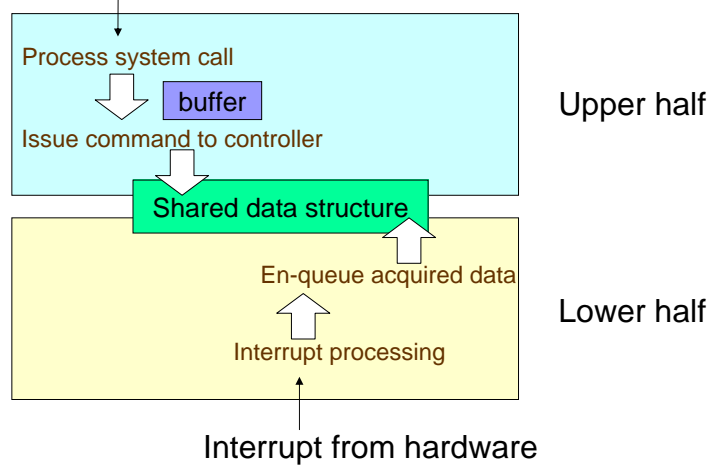 Process system call
buffer
Upper half
Issue command to controller
Shared data structure
En-queue acquired data
Lower half
Interrupt processing
Interrupt from hardware